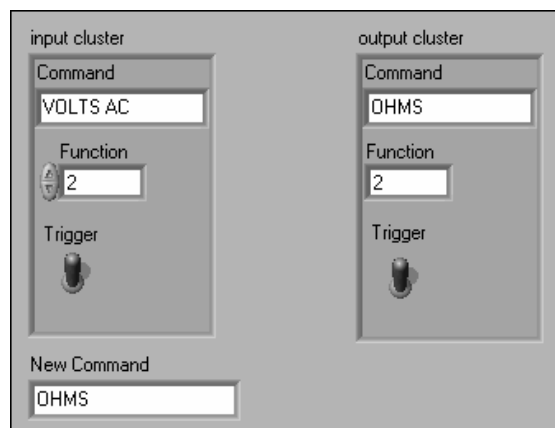 input cluster
Command
VOLTS AC
Function
2
Trigger
New Command
OHMS
output cluster
Command
OHMS
Function
2
Trigger